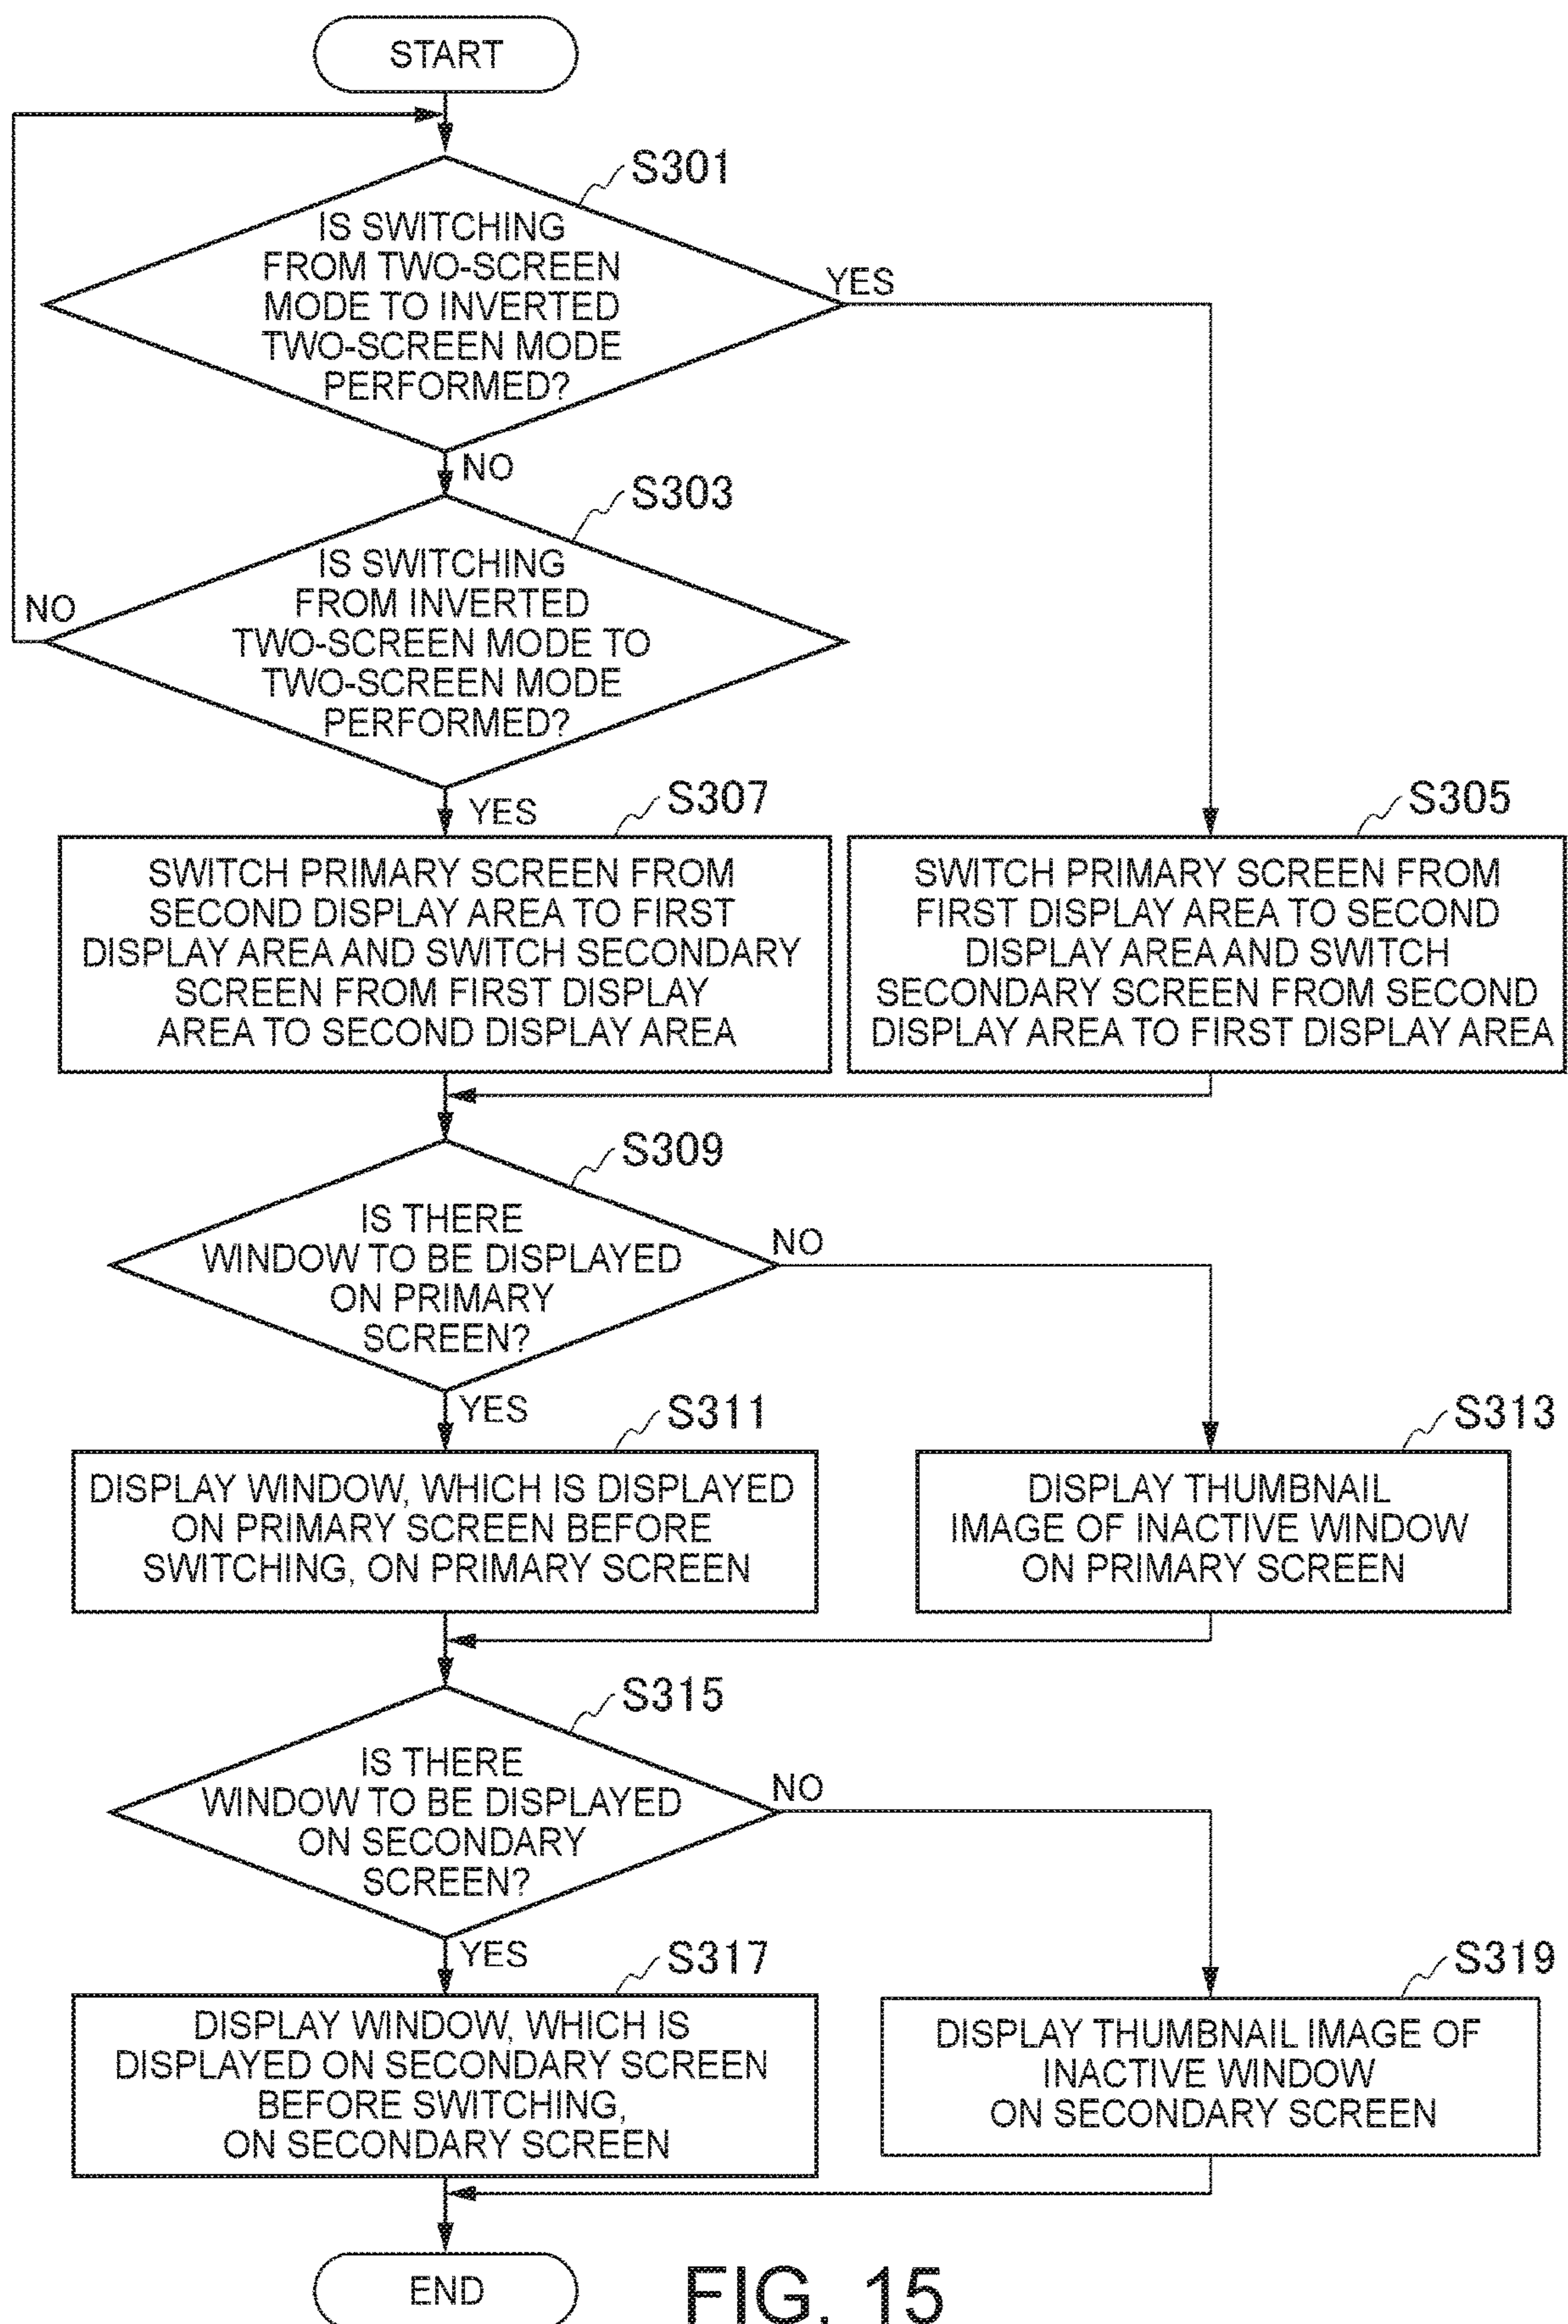 START
S301
IS SWITCHING
FROM TWO-SCREEN
MODE TO INVERTED
TWO-SCREEN MODE
PERFORMED?
YES
NO
S303
IS SWITCHING
FROM INVERTED
TWO-SCREEN MODE TO
TWO-SCREEN MODE
PERFORMED?
NO
YES
S307
SWITCH PRIMARY SCREEN FROM
SECOND DISPLAY AREA TO FIRST
DISPLAY AREA AND SWITCH SECONDARY
SCREEN FROM FIRST DISPLAY
AREA TO SECOND DISPLAY AREA
S305
SWITCH PRIMARY SCREEN FROM
FIRST DISPLAY AREA TO SECOND
DISPLAY AREA AND SWITCH
SECONDARY SCREEN FROM SECOND
DISPLAY AREA TO FIRST DISPLAY AREA
S309
IS THERE
WINDOW TO BE DISPLAYED
ON PRIMARY
SCREEN?
NO
YES
S311
DISPLAY WINDOW, WHICH IS DISPLAYED
ON PRIMARY SCREEN BEFORE
SWITCHING, ON PRIMARY SCREEN
S313
DISPLAY THUMBNAIL
IMAGE OF INACTIVE WINDOW
ON PRIMARY SCREEN
S315
IS THERE
WINDOW TO BE DISPLAYED
ON SECONDARY
SCREEN?
NO
YES
S317
DISPLAY WINDOW, WHICH IS
DISPLAYED ON SECONDARY SCREEN
BEFORE SWITCHING,
ON SECONDARY SCREEN
S319
DISPLAY THUMBNAIL IMAGE OF
INACTIVE WINDOW
ON SECONDARY SCREEN
END
FIG. 15